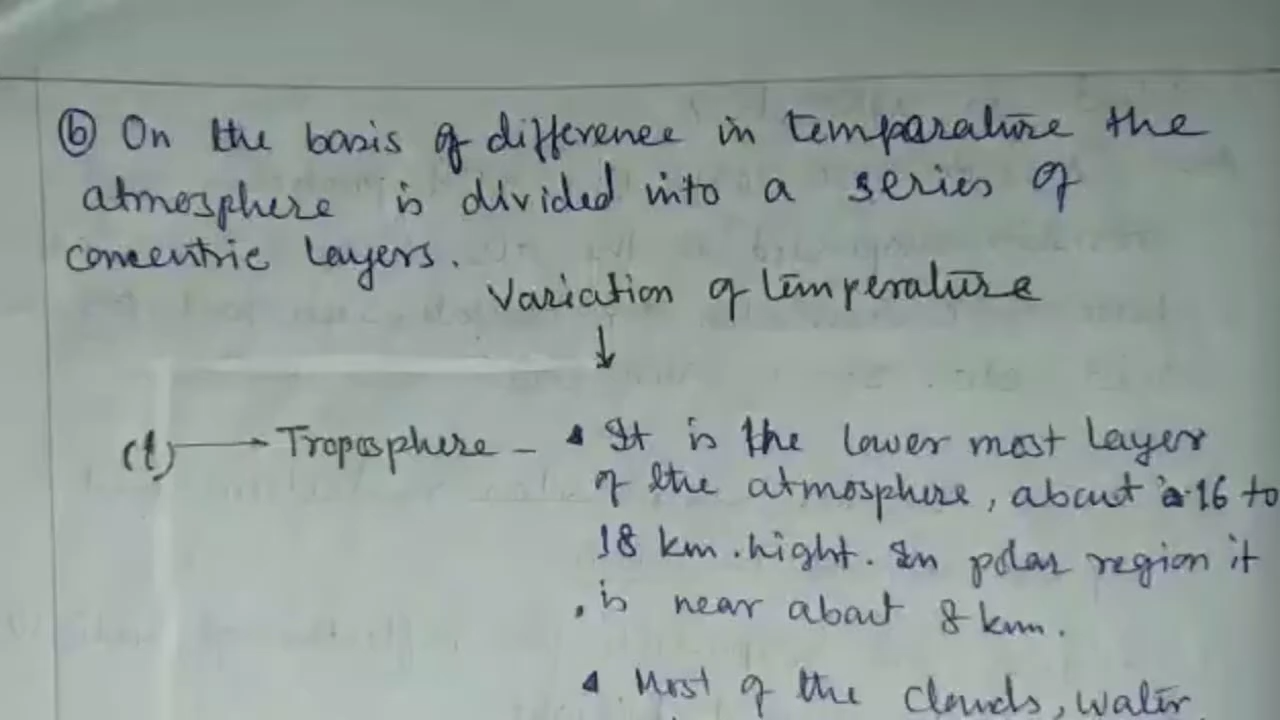 ⓑ On the basis of difference in temparature the
atmosphere is divided into a series of
concentric layers.
Variation of temperature
↓
(1) → Troposphere - It is the lower most layer
of the atmosphere, about 16 to
18 km. hight. In polar region it
is near about 8 km.
Most of the clouds, water